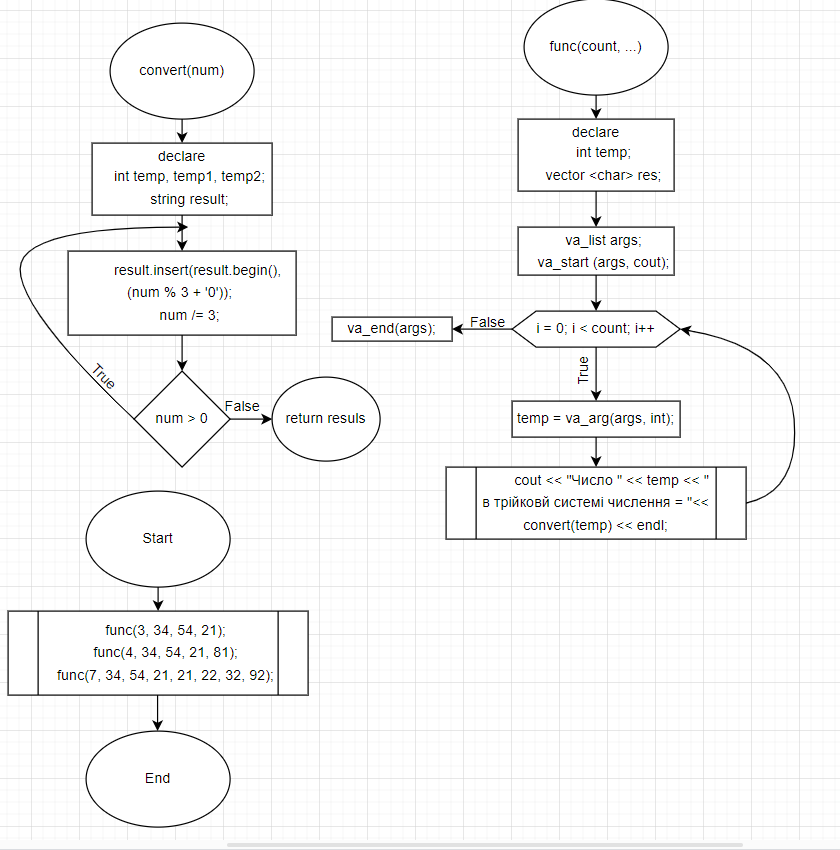 convert(num)
declare
int temp, temp1, temp2;
string result;
result.insert(result.begin(),
(num % 3 + '0'));
num /= 3;
True
num > 0
False
return resuls
Start
func(3, 34, 54, 21);
func(4, 34, 54, 21, 81);
func(7, 34, 54, 21, 21, 22, 32, 92);
End
func(count, ...)
declare
int temp;
vector <char> res;
va_list args;
va_start (args, cout);
i = 0; i < count; i++
False
va_end(args);
True
temp = va_arg(args, int);
cout << "Число " << temp << "
в трійковй системі числення = "<<
convert(temp) << endl;